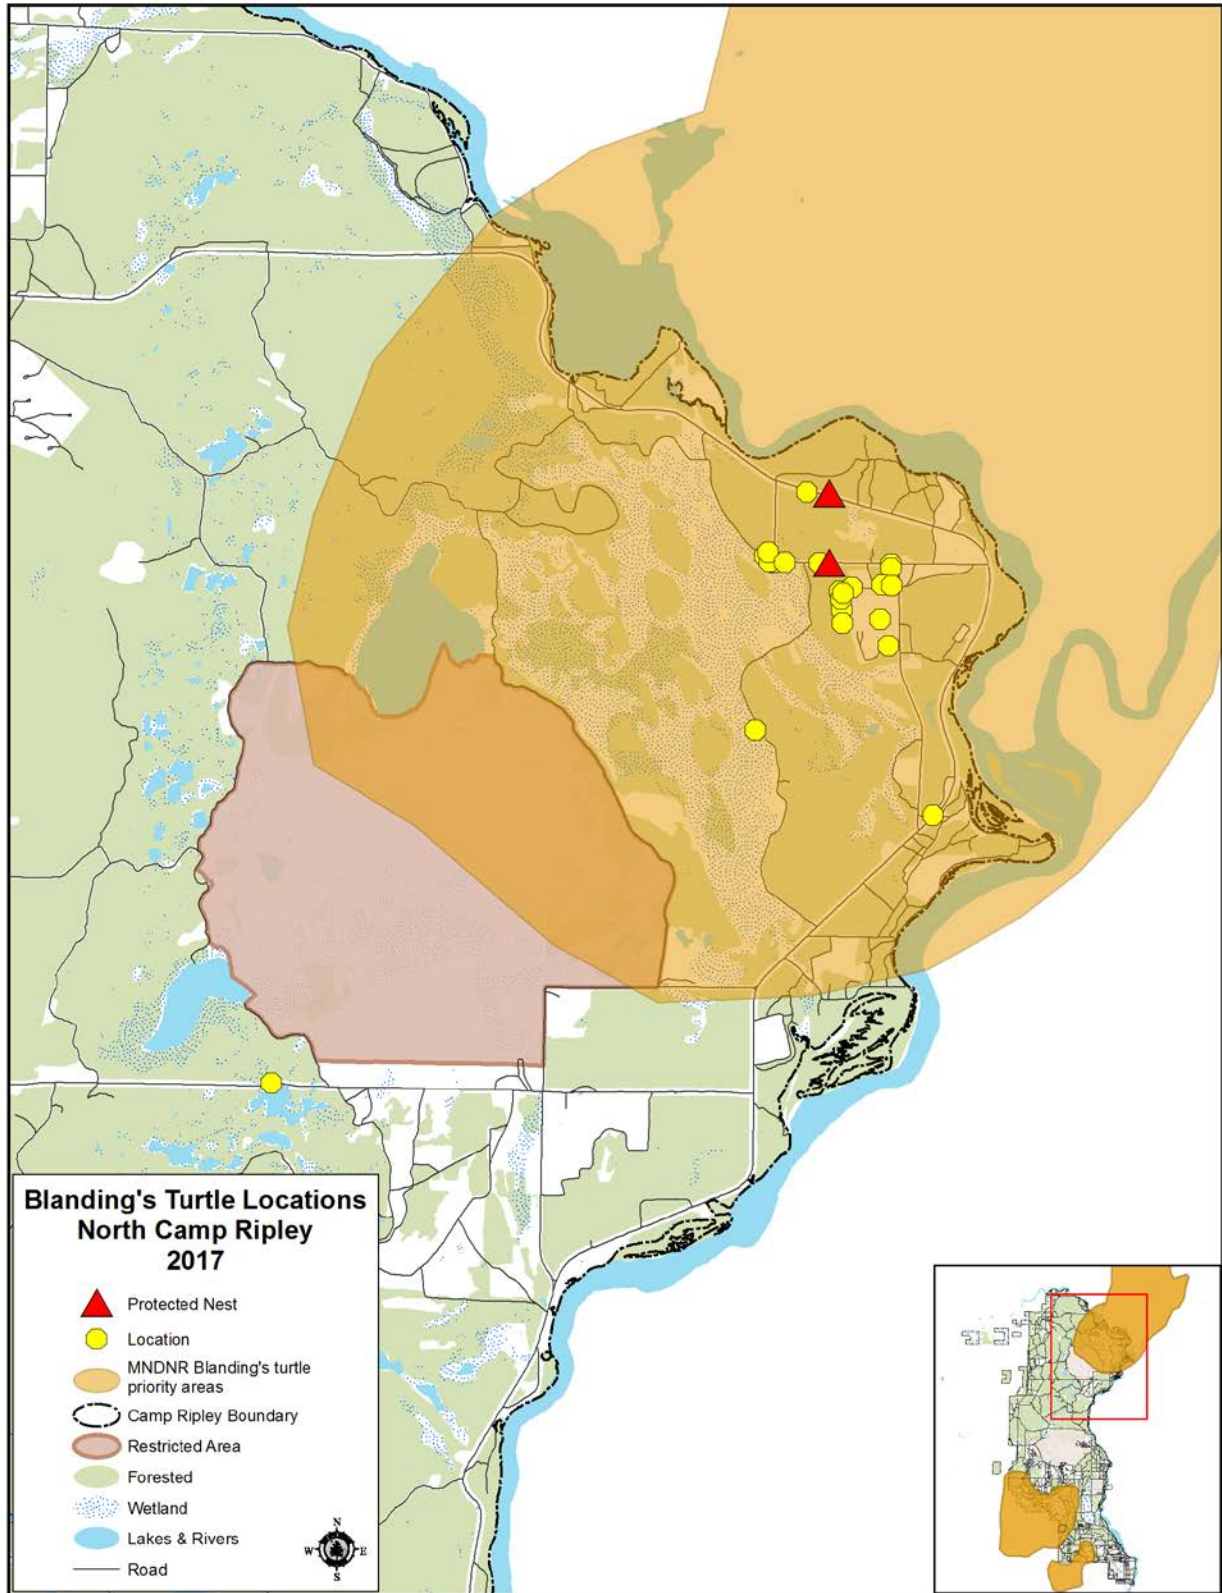 Blanding's Turtle Locations
North Camp Ripley
2017
Protected Nest
Location
MNDNR Blanding's turtle
priority areas
Camp Ripley Boundary
Restricted Area
Forested
Wetland
Lakes & Rivers
Road
N
W
E
S